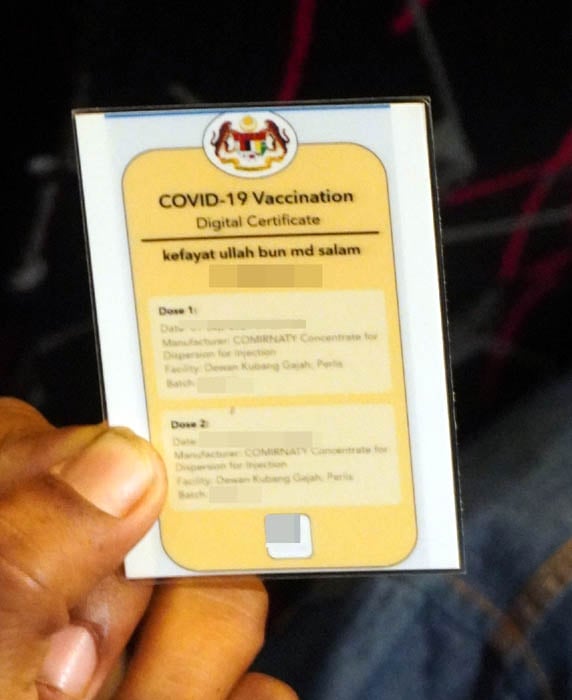 COVID-19 Vaccination
Digital Certificate
kefayat ullah bun md salam
Dose 1:
Date
Manufacturer: COMIRNATY Concentrate for
Dispersion for Injection
Facility: Dewan Kubang Gajah, Perlis
Batch
Dose 2:
Date
Manufacturer: COMIRNATY Concentrate for
Dispersion for Injection
Facility: Dewan Kubang Gajah, Perlis
Batch